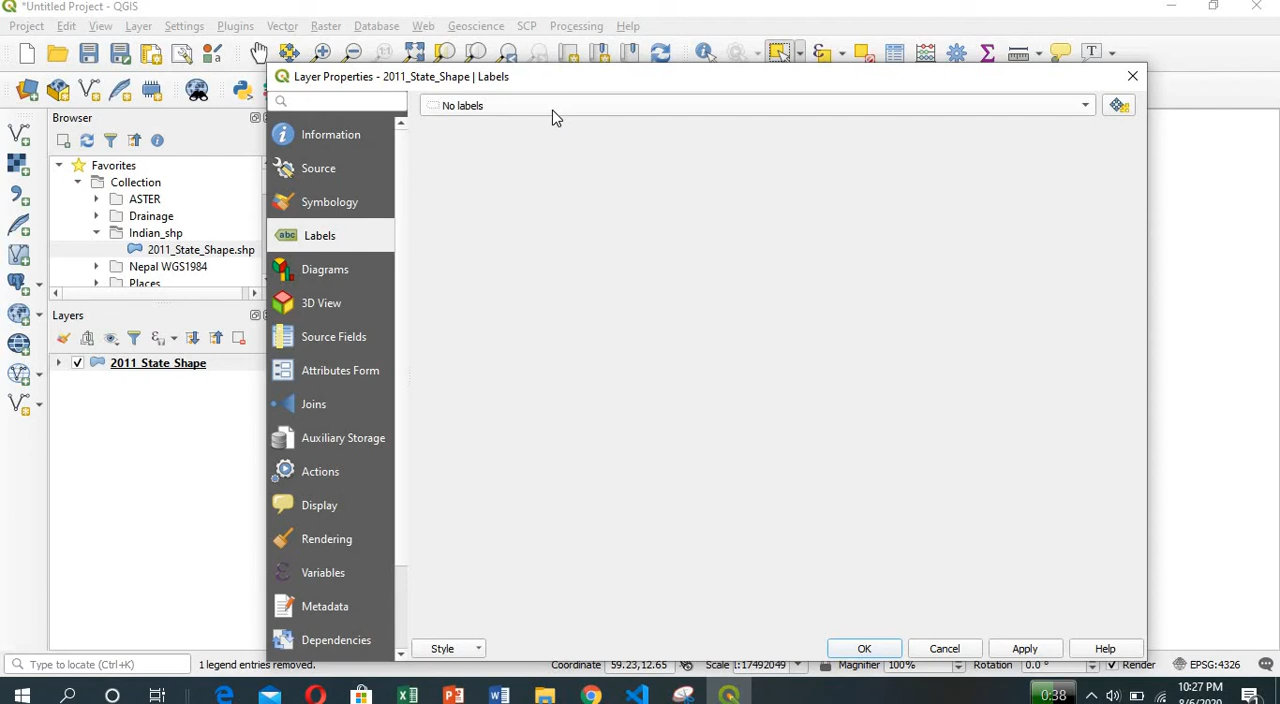 *Untitled Project - QGIS
Project Edit View Layer Settings Plugins Vector Raster Database Web Geoscience SCP Processing Help
Layer Properties - 2011_State_Shape | Labels
No labels
Browser
Favorites
Collection
ASTER
Drainage
Indian_shp
2011_State_Shape.shp
Nepal WGS1984
Places
Layers
2011 State Shape
Information
Source
Symbology
abc Labels
Diagrams
3D View
Source Fields
Attributes Form
Joins
Auxiliary Storage
Actions
Display
Rendering
Variables
Metadata
Dependencies
Style OK Cancel Apply Help
Type to locate (Ctrl+K) 1 legend entries removed. Coordinate 59.23,12.65 Scale 1:17492049 Magnifier 100% Rotation 0.0 ° Render EPSG:4326
0:38
10:27 PM
8/6/2020